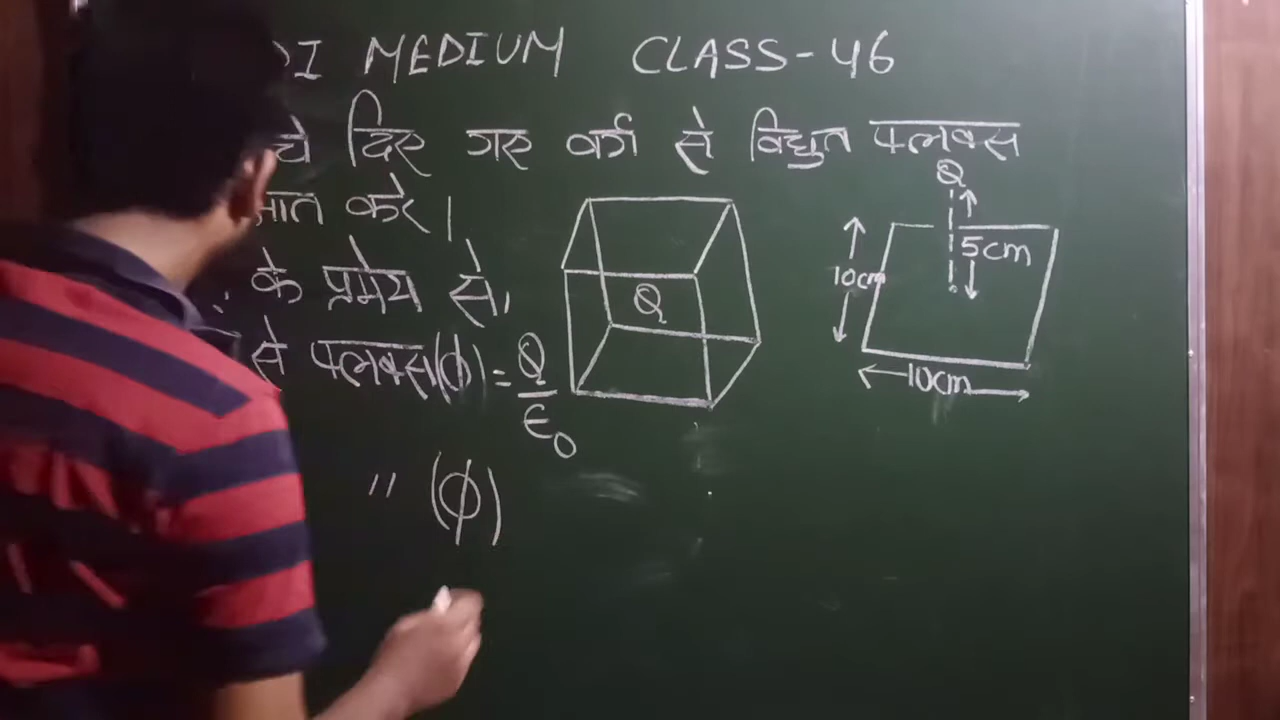 MEDIUM CLASS-46
दिए गए वर्ग से विद्युत फ्लक्स
करे।
के प्रमेय से,
से फ्लक्स(ϕ) = Q/ϵ₀
" (ϕ)
Q
Q
5cm
10cm
10cm